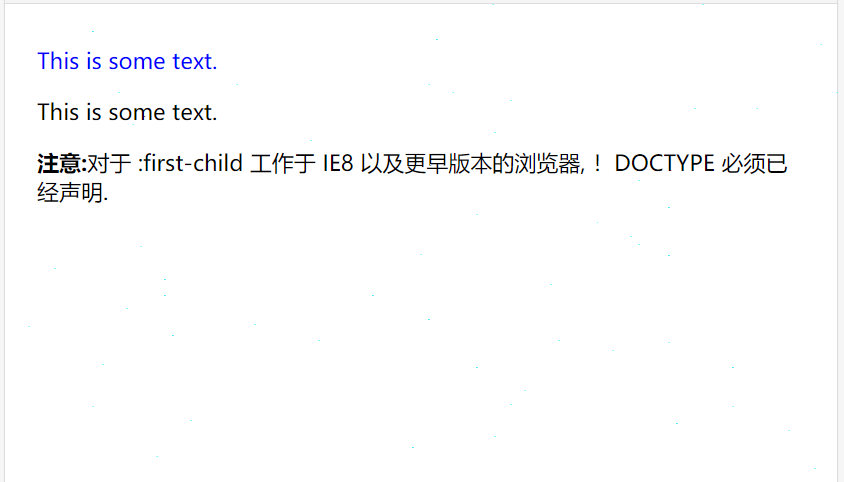 This is some text.
This is some text.
注意:对于 :first-child 工作于 IE8 以及更早版本的浏览器, ！DOCTYPE 必须已
经声明.